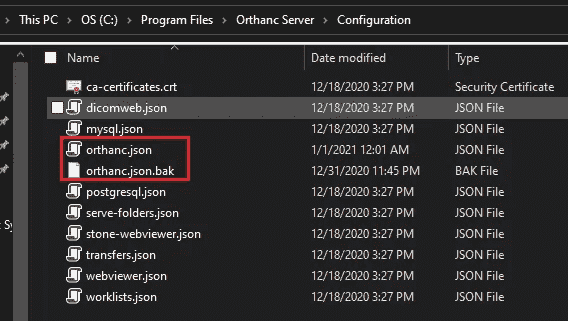 This PC > OS (C:) > Program Files > Orthanc Server > Configuration
Name Date modified Type
ca-certificates.crt 12/18/2020 3:27 PM Security Certificate
dicomweb.json 12/18/2020 3:27 PM JSON File
mysql.json 12/18/2020 3:27 PM JSON File
orthanc.json 1/1/2021 12:01 AM JSON File
orthanc.json.bak 12/31/2020 11:45 PM BAK File
postgresql.json 12/18/2020 3:27 PM JSON File
serve-folders.json 12/18/2020 3:27 PM JSON File
stone-webviewer.json 12/18/2020 3:27 PM JSON File
transfers.json 12/18/2020 3:27 PM JSON File
webviewer.json 12/18/2020 3:27 PM JSON File
worklists.json 12/18/2020 3:27 PM JSON File